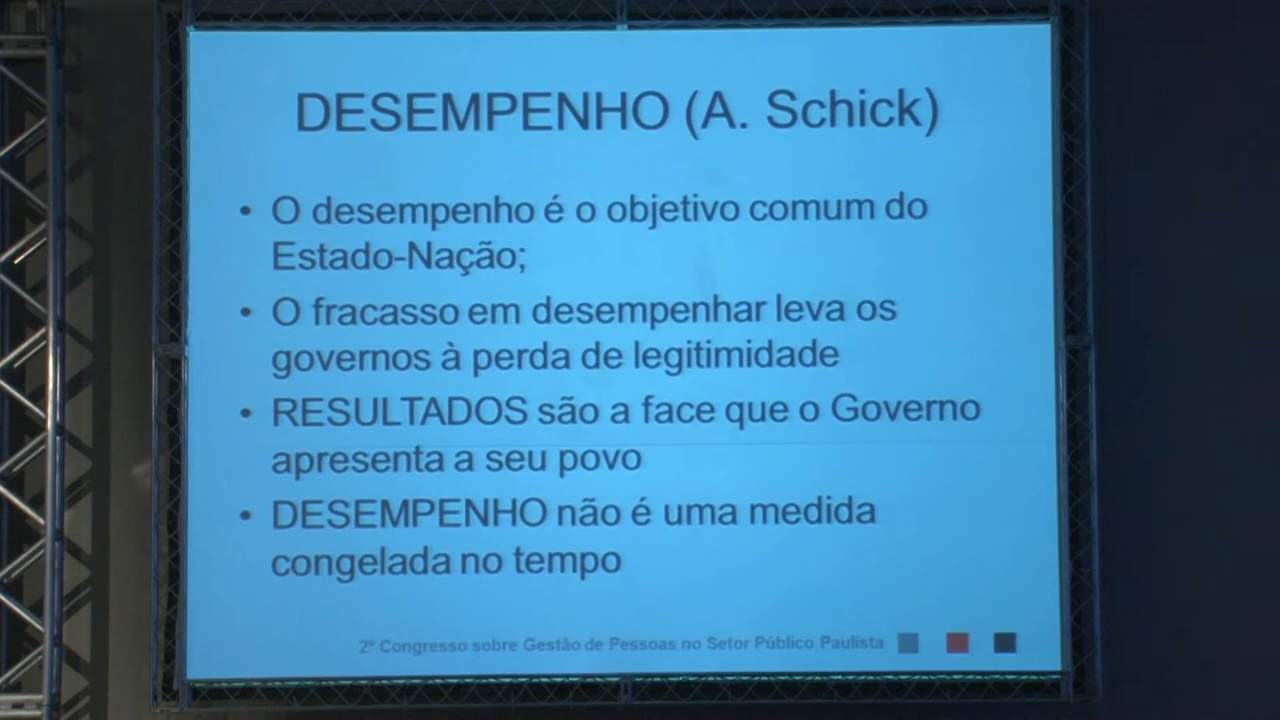 DESEMPENHO (A. Schick)
• O desempenho é o objetivo comum do
Estado-Nação;
• O fracasso em desempenhar leva os
governos à perda de legitimidade
• RESULTADOS são a face que o Governo
apresenta a seu povo
• DESEMPENHO não é uma medida
congelada no tempo
2º Congresso sobre Gestão de Pessoas no Setor Público Paulista